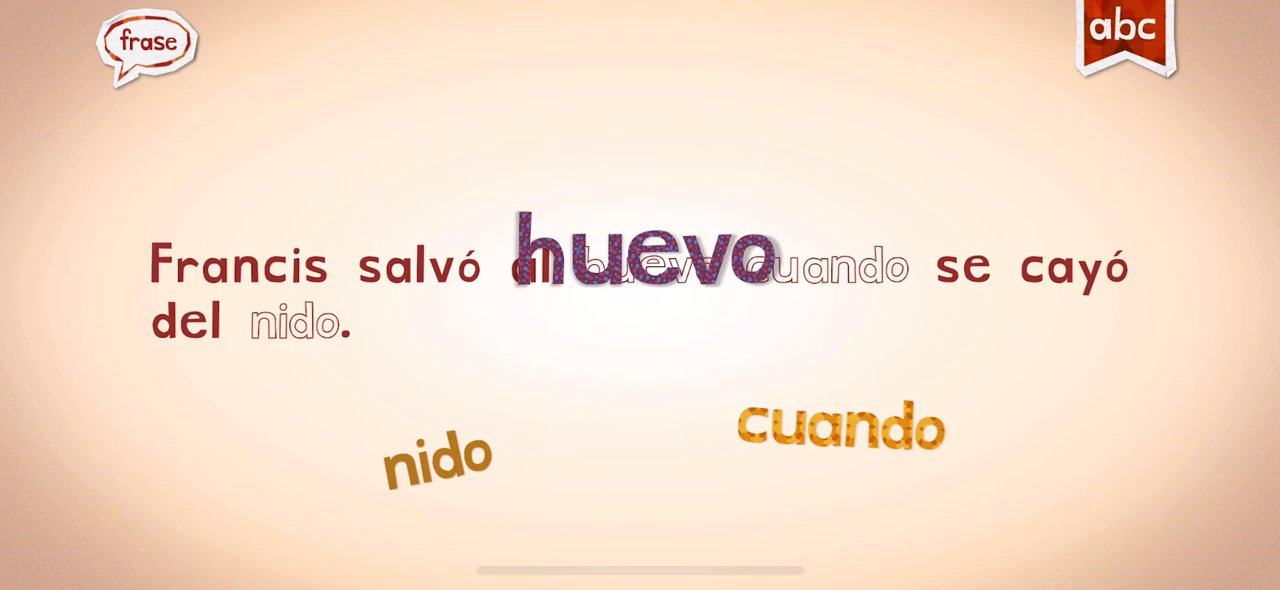 frase
abc
Francis salvó al huevo cuando se cayó
del nido.
huevo
nido
cuando